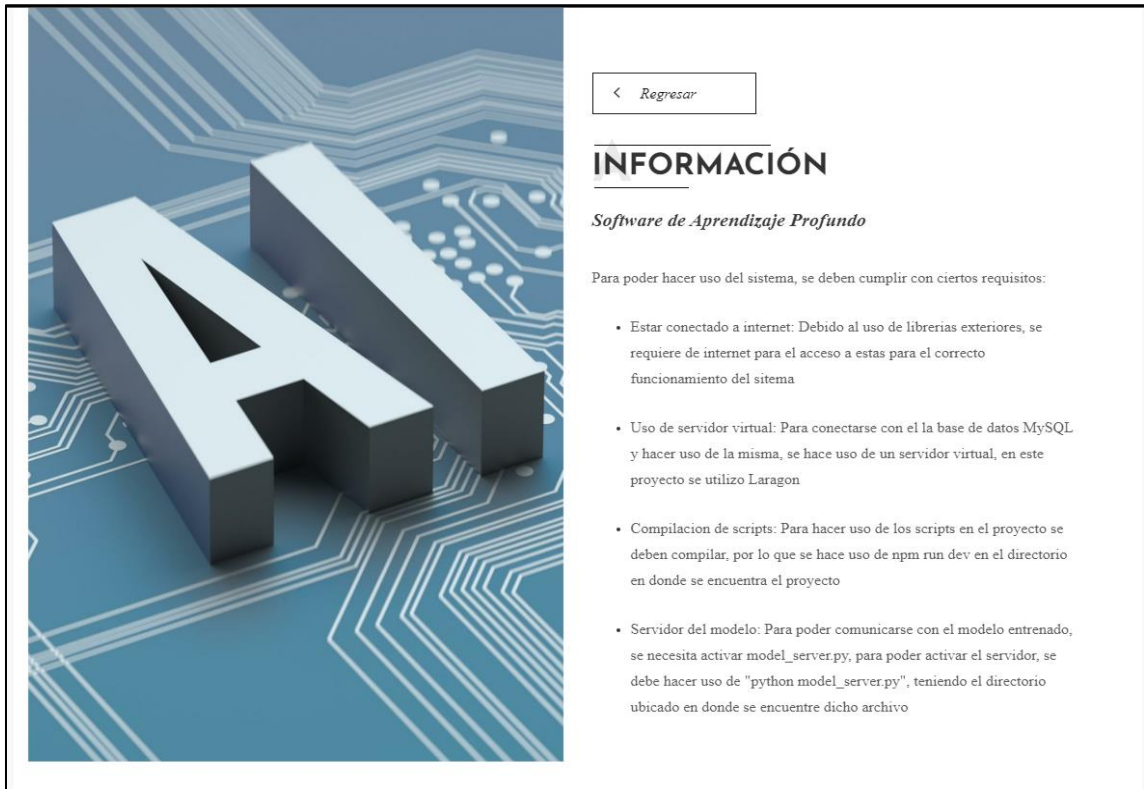 AI
Regresar
INFORMACIÓN
Software de Aprendizaje Profundo
Para poder hacer uso del sistema, se deben cumplir con ciertos requisitos:
• Estar conectado a internet: Debido al uso de librerias exteriores, se
requiere de internet para el acceso a estas para el correcto
funcionamiento del sitema
• Uso de servidor virtual: Para conectarse con el la base de datos MySQL
y hacer uso de la misma, se hace uso de un servidor virtual, en este
proyecto se utilizo Laragon
• Compilacion de scripts: Para hacer uso de los scripts en el proyecto se
deben compilar, por lo que se hace uso de npm run dev en el directorio
en donde se encuentra el proyecto
• Servidor del modelo: Para poder comunicarse con el modelo entrenado,
se necesita activar model_server.py, para poder activar el servidor, se
debe hacer uso de "python model_server.py", teniendo el directorio
ubicado en donde se encuentre dicho archivo